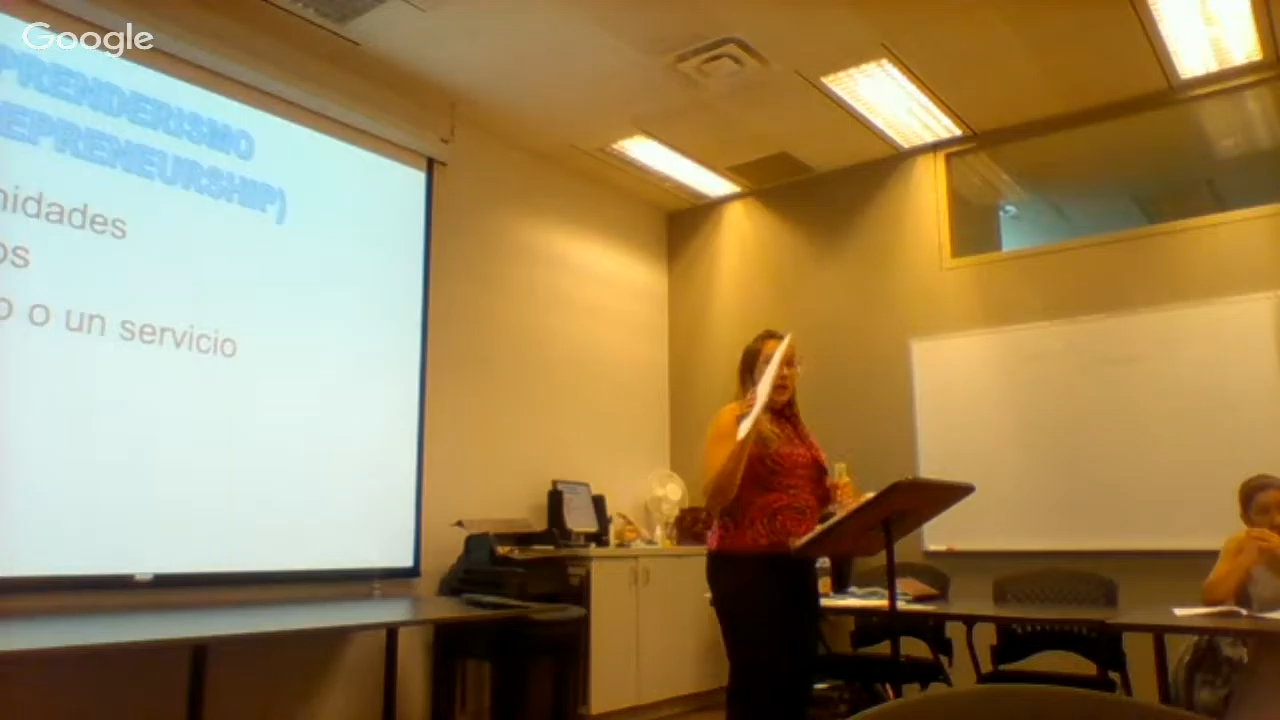 Google
PRENDERISMO
EPRENEURSHIP)
nidades
os
o o un servicio